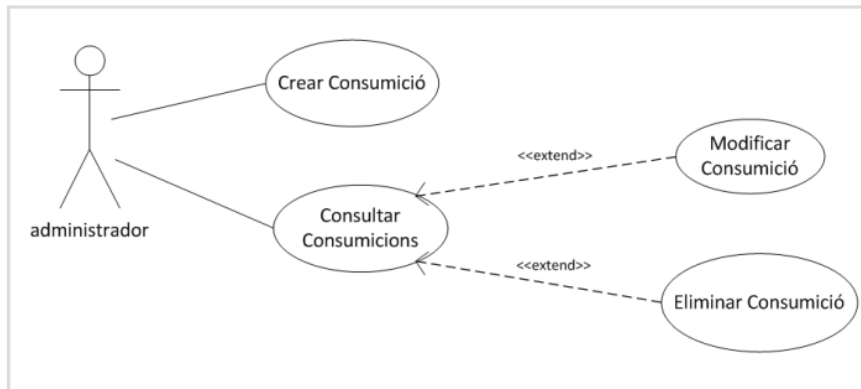 Crear Consumició
<<extend>>
Modificar
Consumició
administrador
Consultar
Consumicions
<<extend>>
Eliminar Consumició